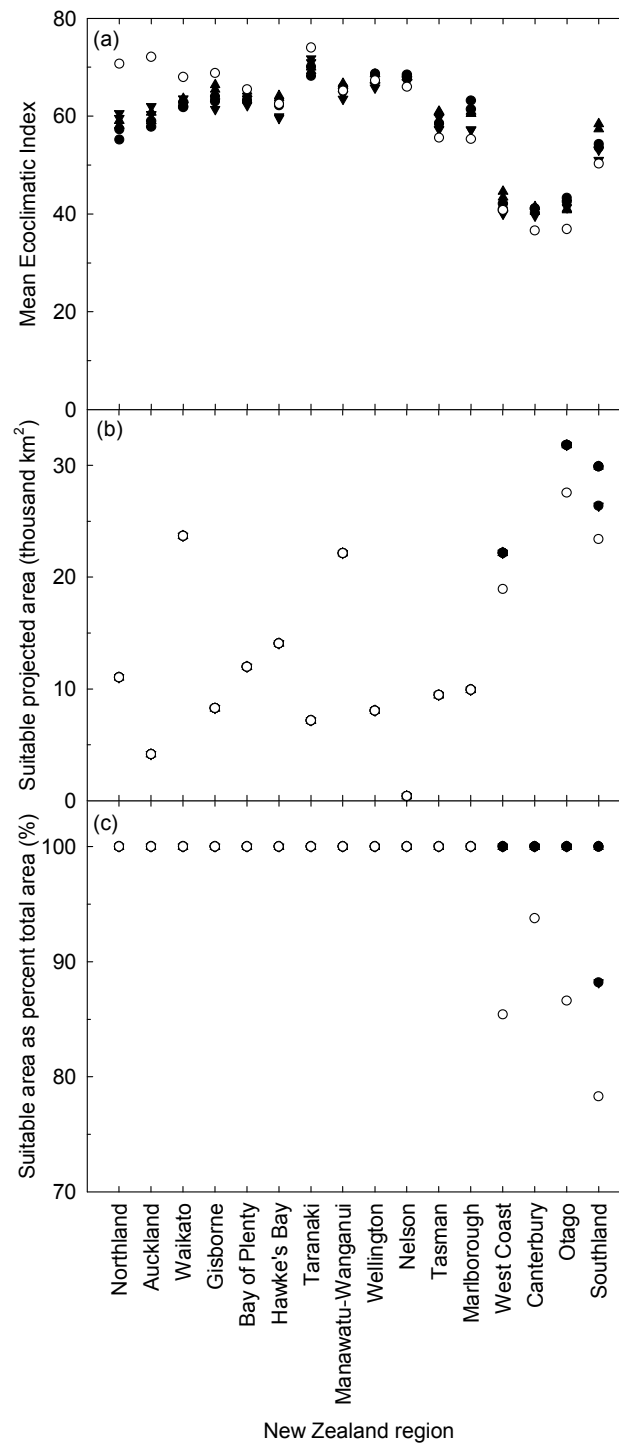 (a)
80
60
40
20
0
Mean Ecoclimatic Index
(b)
30
20
10
0
Suitable projected area (thousand km²)
(c)
100
90
80
70
Suitable area as percent total area (%)
Northland
Auckland
Waikato
Gisborne
Bay of Plenty
Hawke's Bay
Taranaki
Manawatu-Wanganui
Wellington
Nelson
Tasman
Marlborough
West Coast
Canterbury
Otago
Southland
New Zealand region